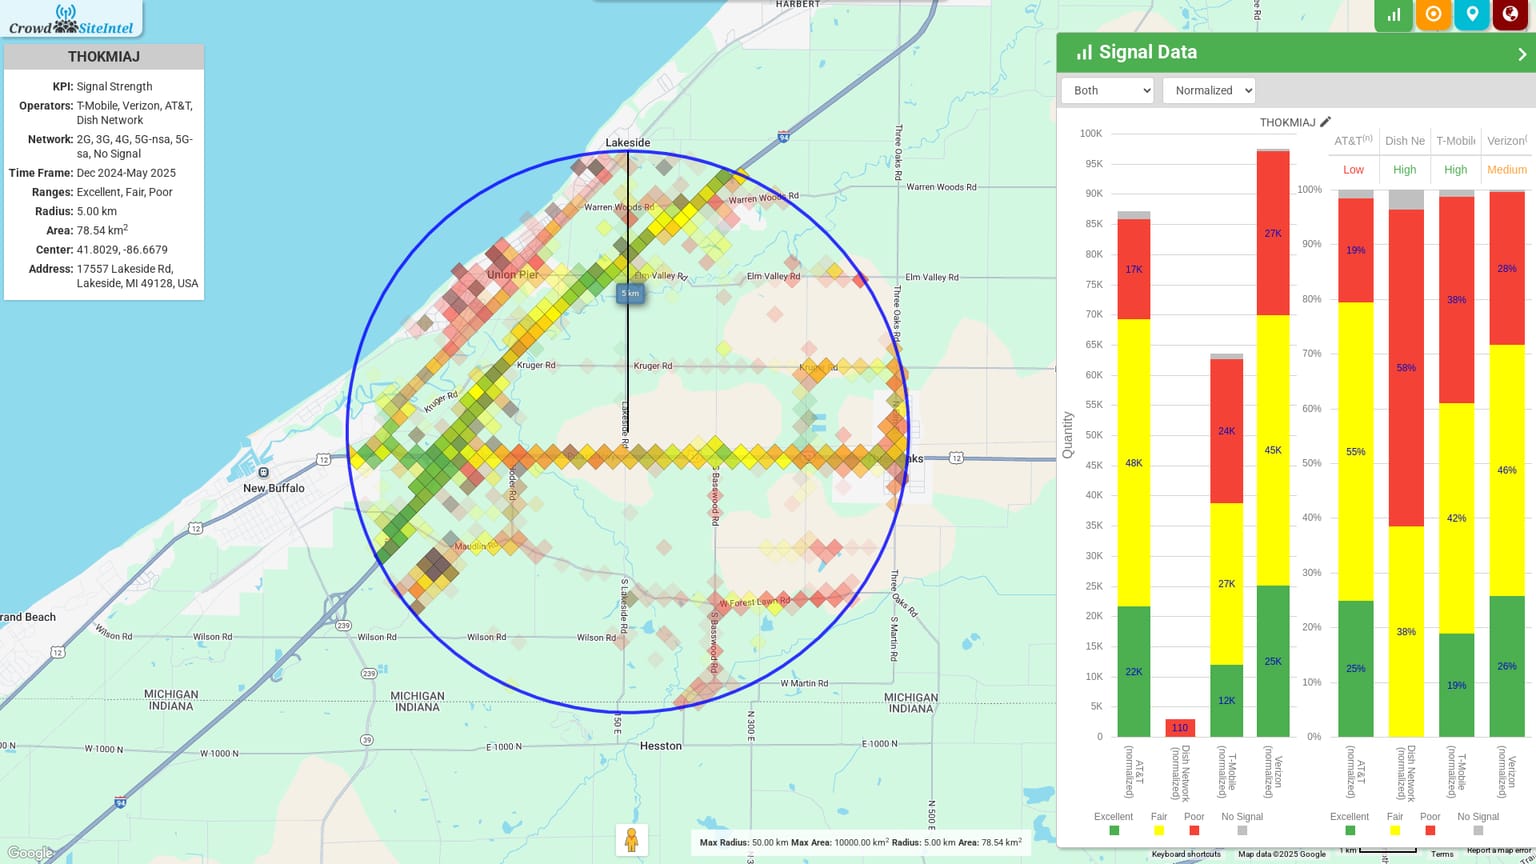 HARBERT
Crowd SiteIntel
Operators
THOKMIAJ
KPI: Signal Strength
Operators: T-Mobile, Verizon, AT&T,
Dish Network
Network: 2G, 3G, 4G, 5G-nsa, 5G-
sa, No Signal
Time Frame: Dec 2024-May 2025
Ranges: Excellent, Fair, Poor
Radius: 5.00 km
Area: 78.54 km2
Center: 41.8029, -86.6679
Address: 17557 Lakeside Rd,
Lakeside, MI 49128, USA
Lakeside
94
Three Oaks Rd
Warren Woods Rd
Warren Woods Rd
Warren Woods Rd
Union Pier
Elm Valley Rd
Elm Valley Rd
Elm Valley Rd
5 km
Three Oaks Rd
Kruger Rd
Kruger Rd
Kruger Rd
Kruger Rd
Lakeside Rd
12
12
aks
New Buffalo
12
Yoder Rd
S Basswood Rd
Maudlin Rd
S Lakeside Rd
W Forest Lawn Rd
Three Oaks Rd
S Basswood Rd
S Martin Rd
rand Beach
12
Wilson Rd
Wilson Rd
239
Wilson Rd
Wilson Rd
239
W Martin Rd
MICHIGAN
INDIANA
MICHIGAN
INDIANA
MICHIGAN
INDIANA
N 50 E
N 300 E
00 N
W 1000 N
W 1000 N
39
E 1000 N
Hesston
E 1000 N
94
N 500 E
Google
Max Radius: 50.00 km Max Area: 10000.00 km2 Radius: 5.00 km Area: 78.54 km2
Keyboard shortcuts
Map data ©2025 Google
1 km
Terms
Report a map error
ee Rd
Signal Data
Both
Normalized
THOKMIAJ
Quantity
100K
95K
90K
85K
80K
75K
70K
65K
60K
55K
50K
45K
40K
35K
30K
25K
20K
15K
10K
5K
0
17K
48K
22K
110
24K
27K
12K
27K
45K
25K
AT&T
(normalized)
Dish Network
(normalized)
T-Mobile
(normalized)
Verizon
(normalized)
Excellent
Fair
Poor
No Signal
AT&T(n)
Dish Ne
T-Mobile
Verizon(
Low
High
High
Medium
100%
90%
80%
70%
60%
50%
40%
30%
20%
10%
0%
19%
55%
25%
58%
38%
38%
42%
19%
28%
46%
26%
AT&T
(normalized)
Dish Network
(normalized)
T-Mobile
(normalized)
Verizon
(normalized)
Excellent
Fair
Poor
No Signal